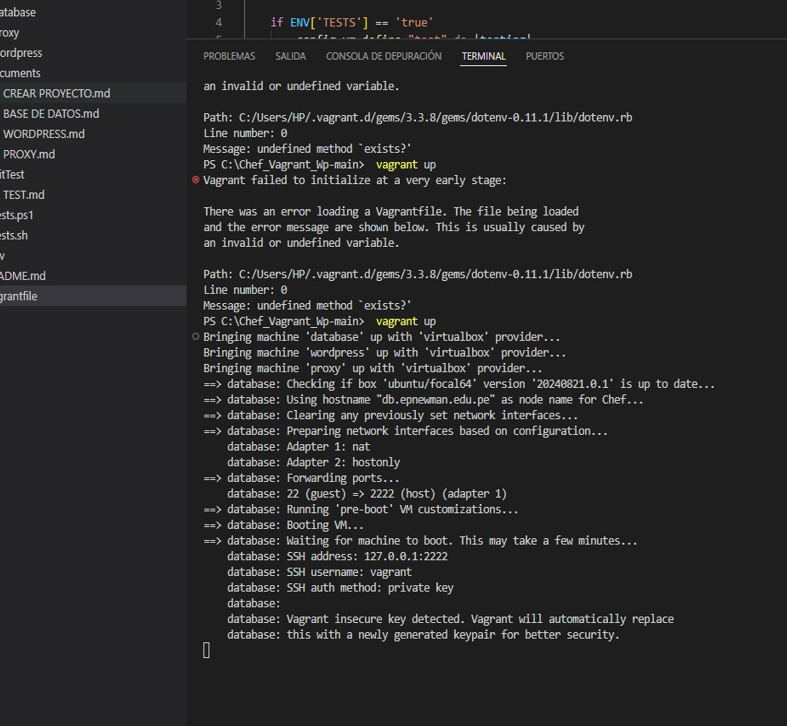 atabase
roxy
ordpress
cuments
CREAR PROYECTO.md
BASE DE DATOS.md
WORDPRESS.md
PROXY.md
itTest
TEST.md
ests.ps1
ests.sh
v
ADME.md
grantfile
3
4 if ENV['TESTS'] == 'true'
PROBLEMAS SALIDA CONSOLA DE DEPURACIÓN TERMINAL PUERTOS
an invalid or undefined variable.
Path: C:/Users/HP/.vagrant.d/gems/3.3.8/gems/dotenv-0.11.1/lib/dotenv.rb
Line number: 0
Message: undefined method `exists?'
PS C:\Chef_Vagrant_Wp-main> vagrant up
Vagrant failed to initialize at a very early stage:
There was an error loading a Vagrantfile. The file being loaded
and the error message are shown below. This is usually caused by
an invalid or undefined variable.
Path: C:/Users/HP/.vagrant.d/gems/3.3.8/gems/dotenv-0.11.1/lib/dotenv.rb
Line number: 0
Message: undefined method `exists?'
PS C:\Chef_Vagrant_Wp-main> vagrant up
Bringing machine 'database' up with 'virtualbox' provider...
Bringing machine 'wordpress' up with 'virtualbox' provider...
Bringing machine 'proxy' up with 'virtualbox' provider...
==> database: Checking if box 'ubuntu/focal64' version '20240821.0.1' is up to date...
==> database: Using hostname "db.epnewman.edu.pe" as node name for Chef...
==> database: Clearing any previously set network interfaces...
==> database: Preparing network interfaces based on configuration...
database: Adapter 1: nat
database: Adapter 2: hostonly
==> database: Forwarding ports...
database: 22 (guest) => 2222 (host) (adapter 1)
==> database: Running 'pre-boot' VM customizations...
==> database: Booting VM...
==> database: Waiting for machine to boot. This may take a few minutes...
database: SSH address: 127.0.0.1:2222
database: SSH username: vagrant
database: SSH auth method: private key
database:
database: Vagrant insecure key detected. Vagrant will automatically replace
database: this with a newly generated keypair for better security.